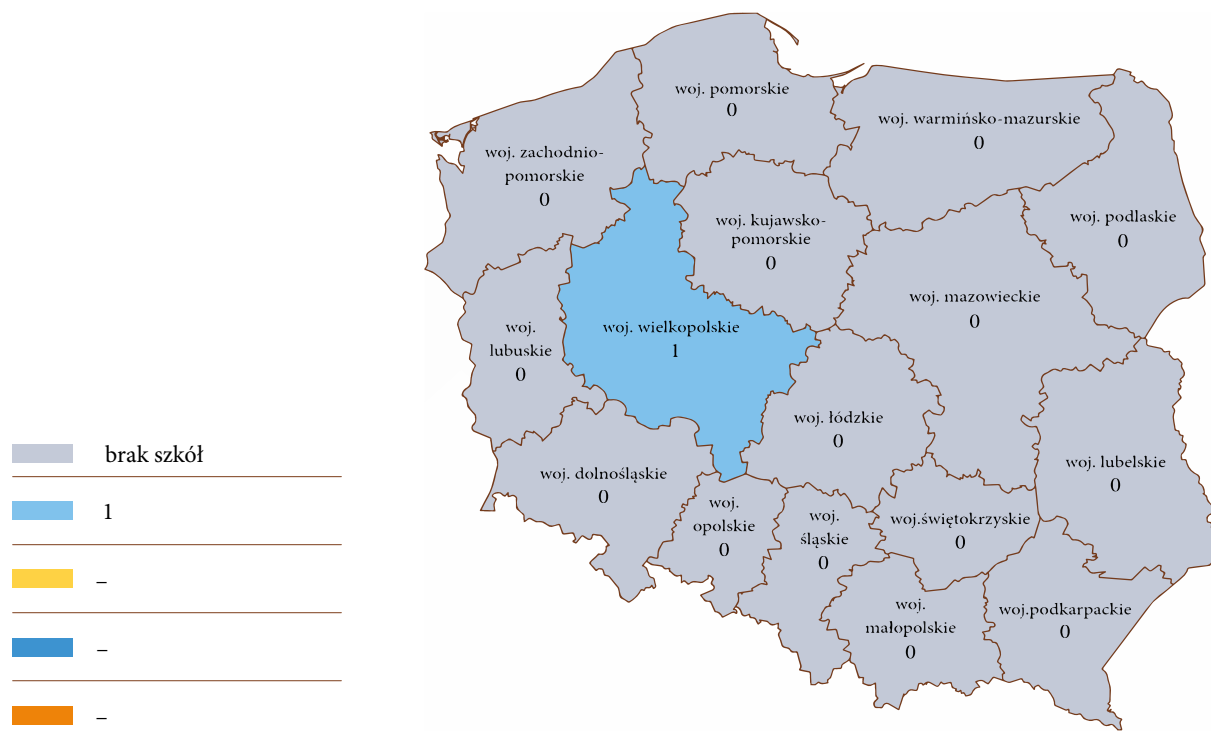 woj. pomorskie
0
woj. warmińsko-mazurskie
0
woj. zachodnio-
pomorskie
0
woj. kujawsko-
pomorskie
0
woj. podlaskie
0
woj. mazowieckie
0
woj. wielkopolskie
1
woj.
lubuskie
0
woj. łódzkie
0
woj. lubelskie
0
woj. dolnośląskie
0
woj.
opolskie
0
woj.
śląskie
0
woj.świętokrzyskie
0
woj.
małopolskie
0
woj.podkarpackie
0
brak szkół
1
–
–
–